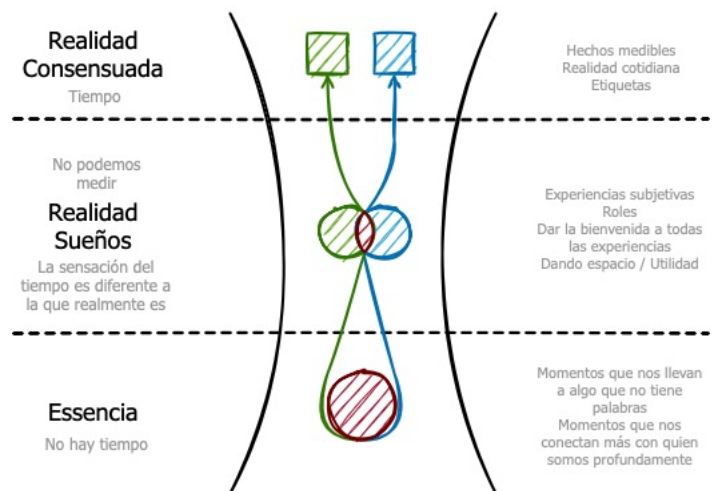 Realidad
Consensuada
Tiempo
Hechos medibles
Realidad cotidiana
Etiquetas
No podemos
medir
Realidad
Sueños
La sensación del
tiempo es diferente a
la que realmente es
Experiencias subjetivas
Roles
Dar la bienvenida a todas
las experiencias
Dando espacio / Utilidad
Essencia
No hay tiempo
Momentos que nos llevan
a algo que no tiene
palabras
Momentos que nos
conectan más con quien
somos profundamente